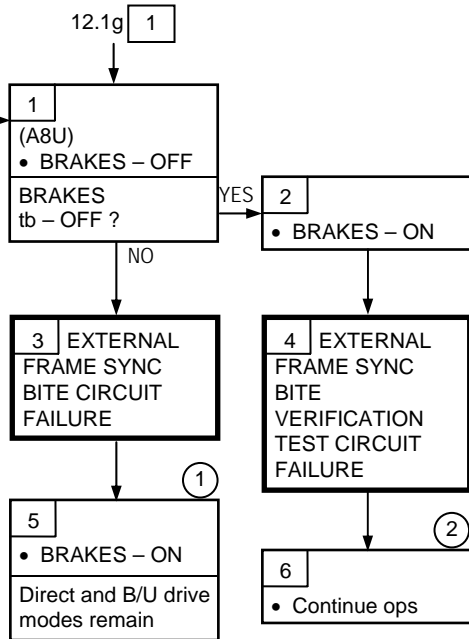 12.1g 1
1
(A8U)
• BRAKES – OFF
BRAKES
tb – OFF ?
YES
NO
2
• BRAKES – ON
3 EXTERNAL
FRAME SYNC
BITE CIRCUIT
FAILURE
4 EXTERNAL
FRAME SYNC
BITE
VERIFICATION
TEST CIRCUIT
FAILURE
1
5
• BRAKES – ON
Direct and B/U drive
modes remain
2
6
• Continue ops